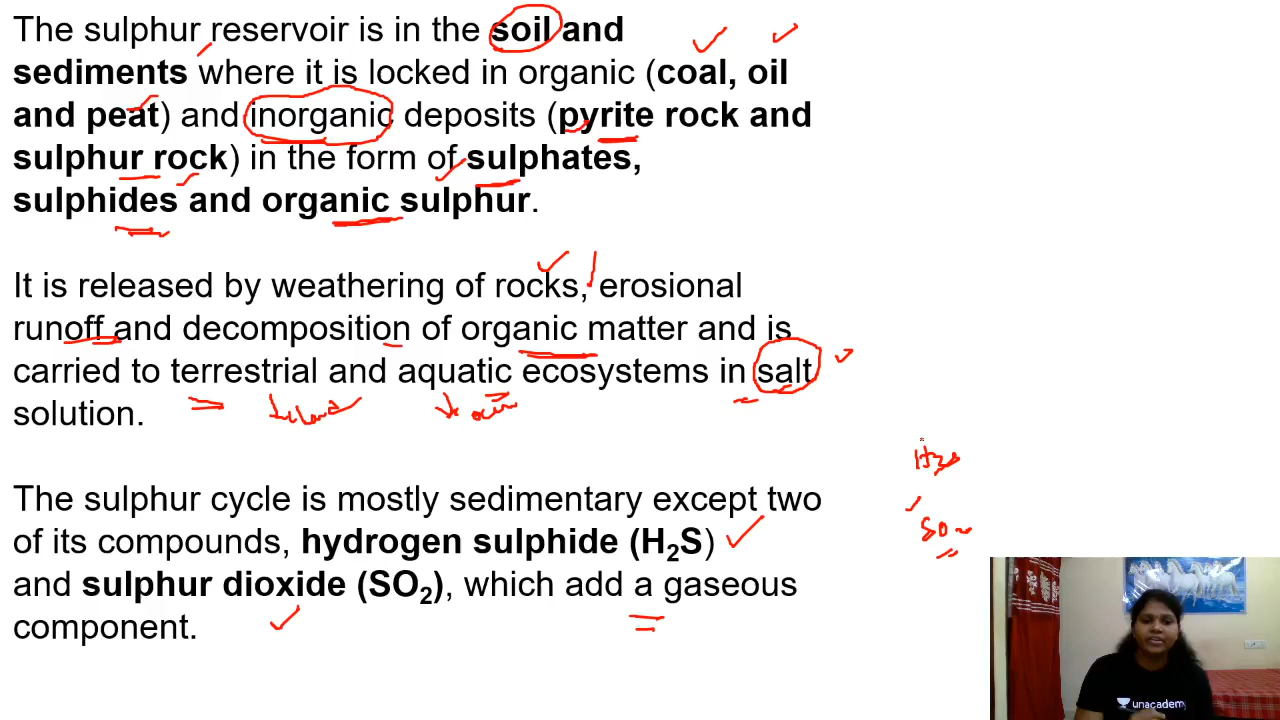 The sulphur reservoir is in the soil and
sediments where it is locked in organic (coal, oil
and peat) and inorganic deposits (pyrite rock and
sulphur rock) in the form of sulphates,
sulphides and organic sulphur.
It is released by weathering of rocks, erosional
runoff and decomposition of organic matter and is
carried to terrestrial and aquatic ecosystems in salt
solution.
The sulphur cycle is mostly sedimentary except two
of its compounds, hydrogen sulphide (H₂S)
and sulphur dioxide (SO₂), which add a gaseous
component.
H2S
SO2
unacademy